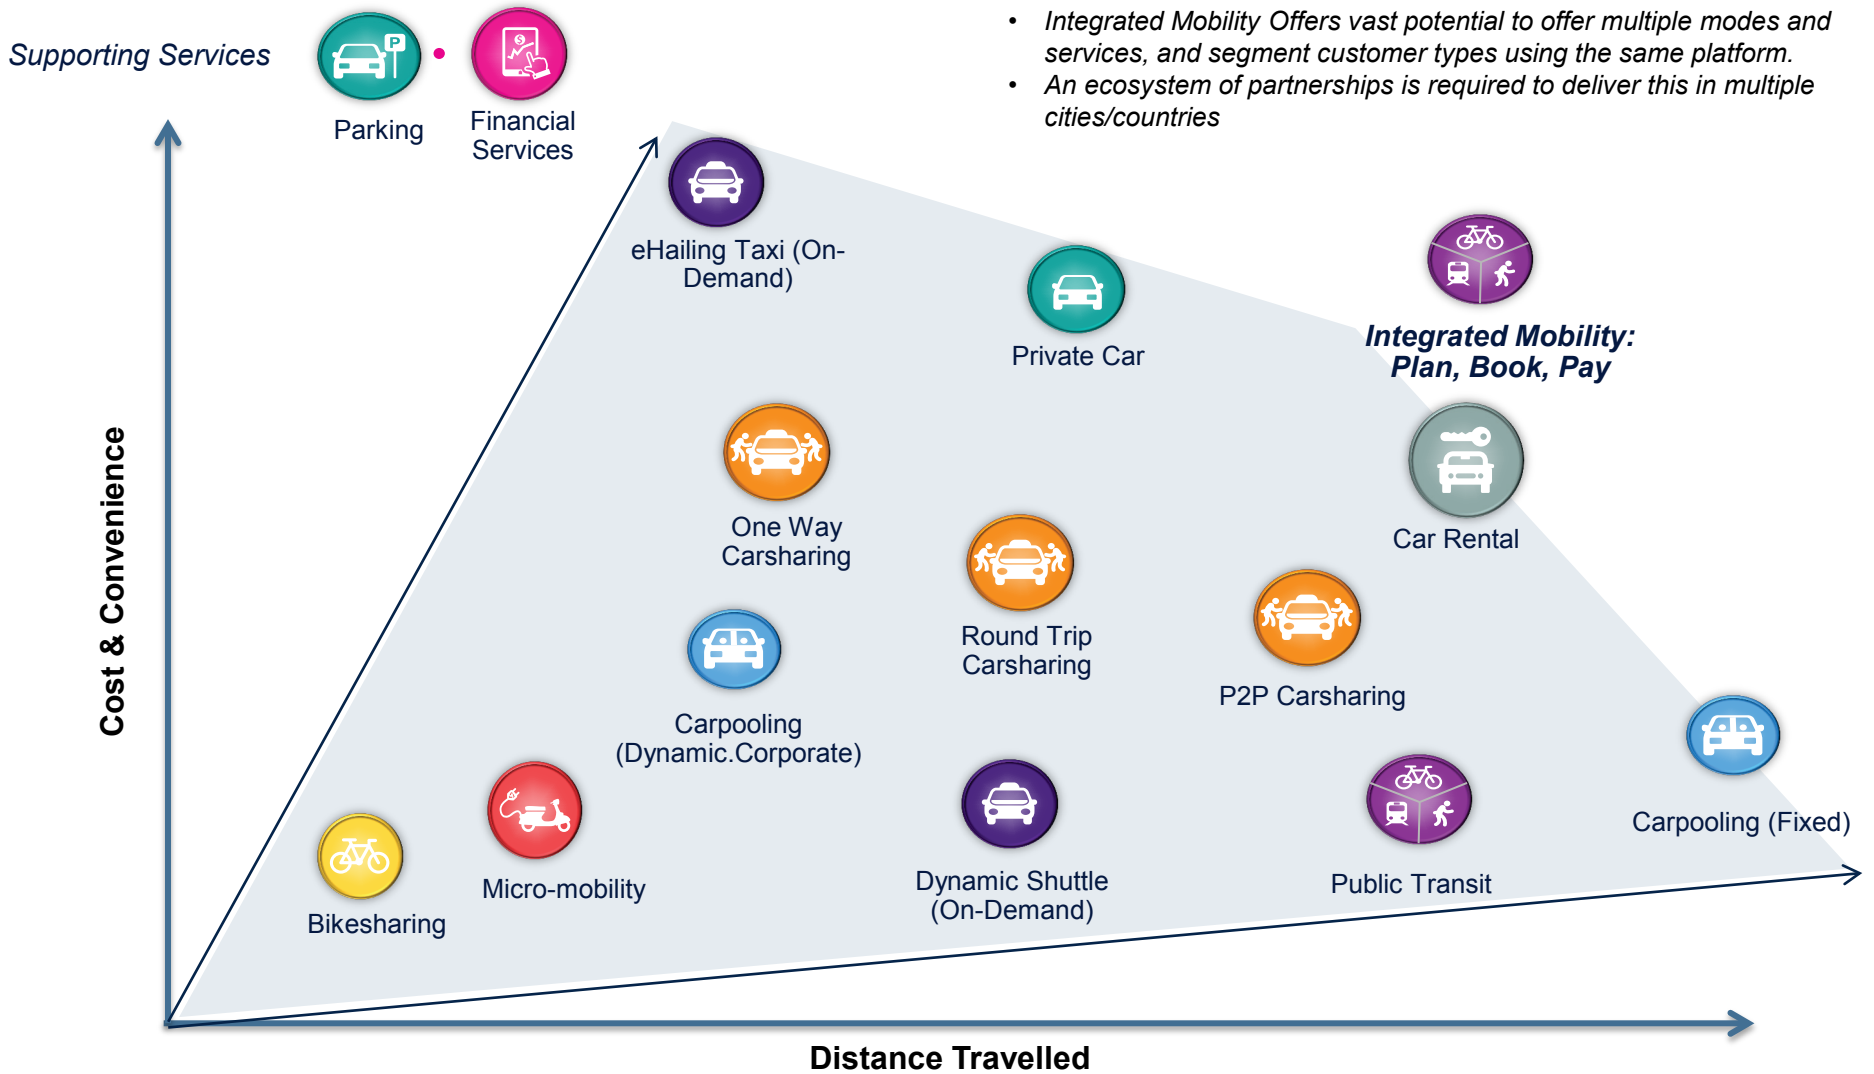 Supporting Services
P
$
Parking
Financial
Services
• Integrated Mobility Offers vast potential to offer multiple modes and
services, and segment customer types using the same platform.
• An ecosystem of partnerships is required to deliver this in multiple
cities/countries
eHailing Taxi (On-
Demand)
Private Car
Integrated Mobility:
Plan, Book, Pay
Cost & Convenience
One Way
Carsharing
Car Rental
Round Trip
Carsharing
P2P Carsharing
Carpooling
(Dynamic.Corporate)
Carpooling (Fixed)
Micro-mobility
Dynamic Shuttle
(On-Demand)
Public Transit
Bikesharing
Distance Travelled